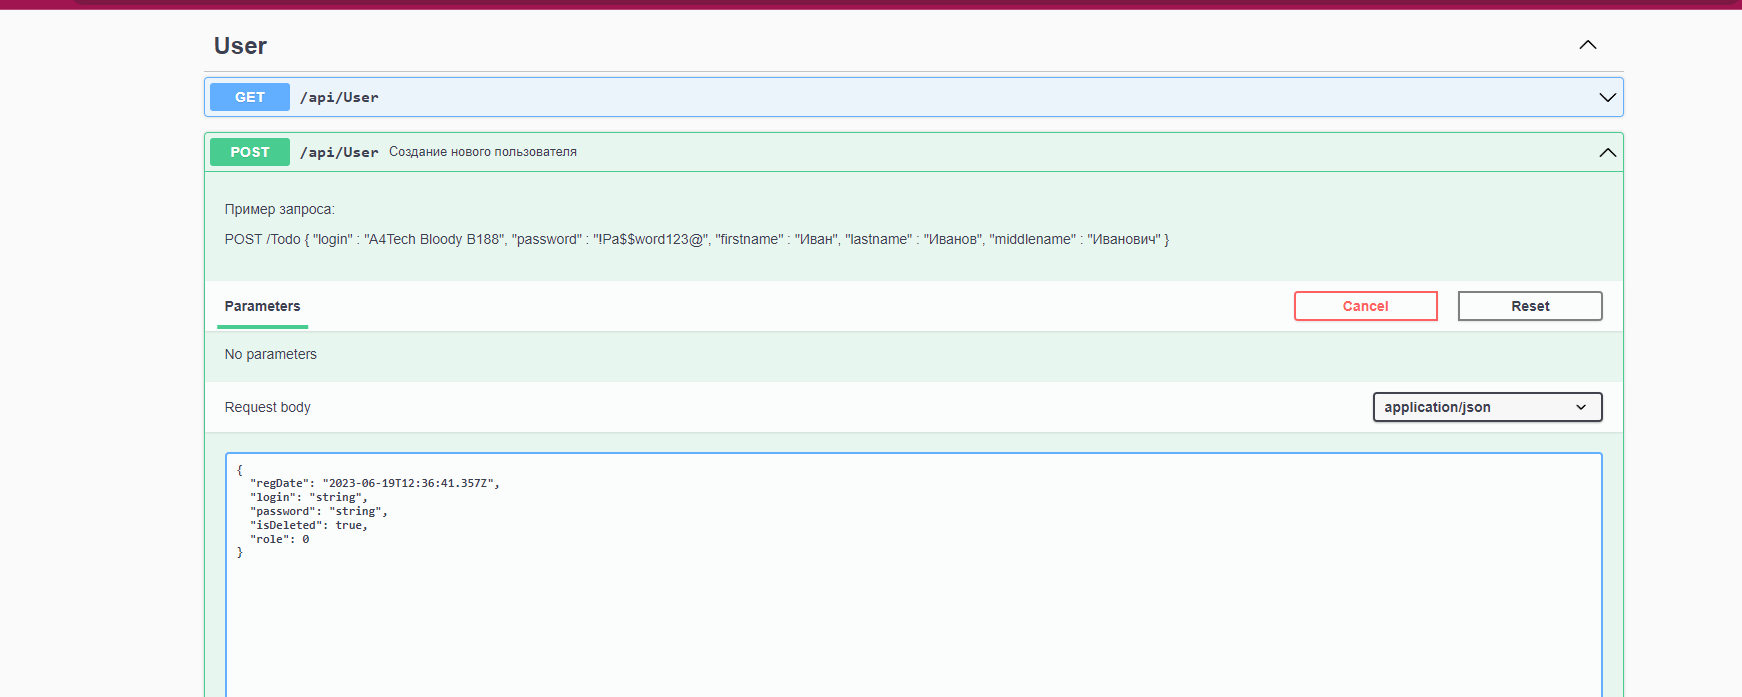 User
GET /api/User
POST /api/User Создание нового пользователя
Пример запроса:
POST /Todo { "login" : "A4Tech Bloody B188", "password" : "!Pa$$word123@", "firstname" : "Иван", "lastname" : "Иванов", "middlename" : "Иванович" }
Parameters Cancel Reset
No parameters
Request body application/json
{
"regDate": "2023-06-19T12:36:41.357Z",
"login": "string",
"password": "string",
"isDeleted": true,
"role": 0
}